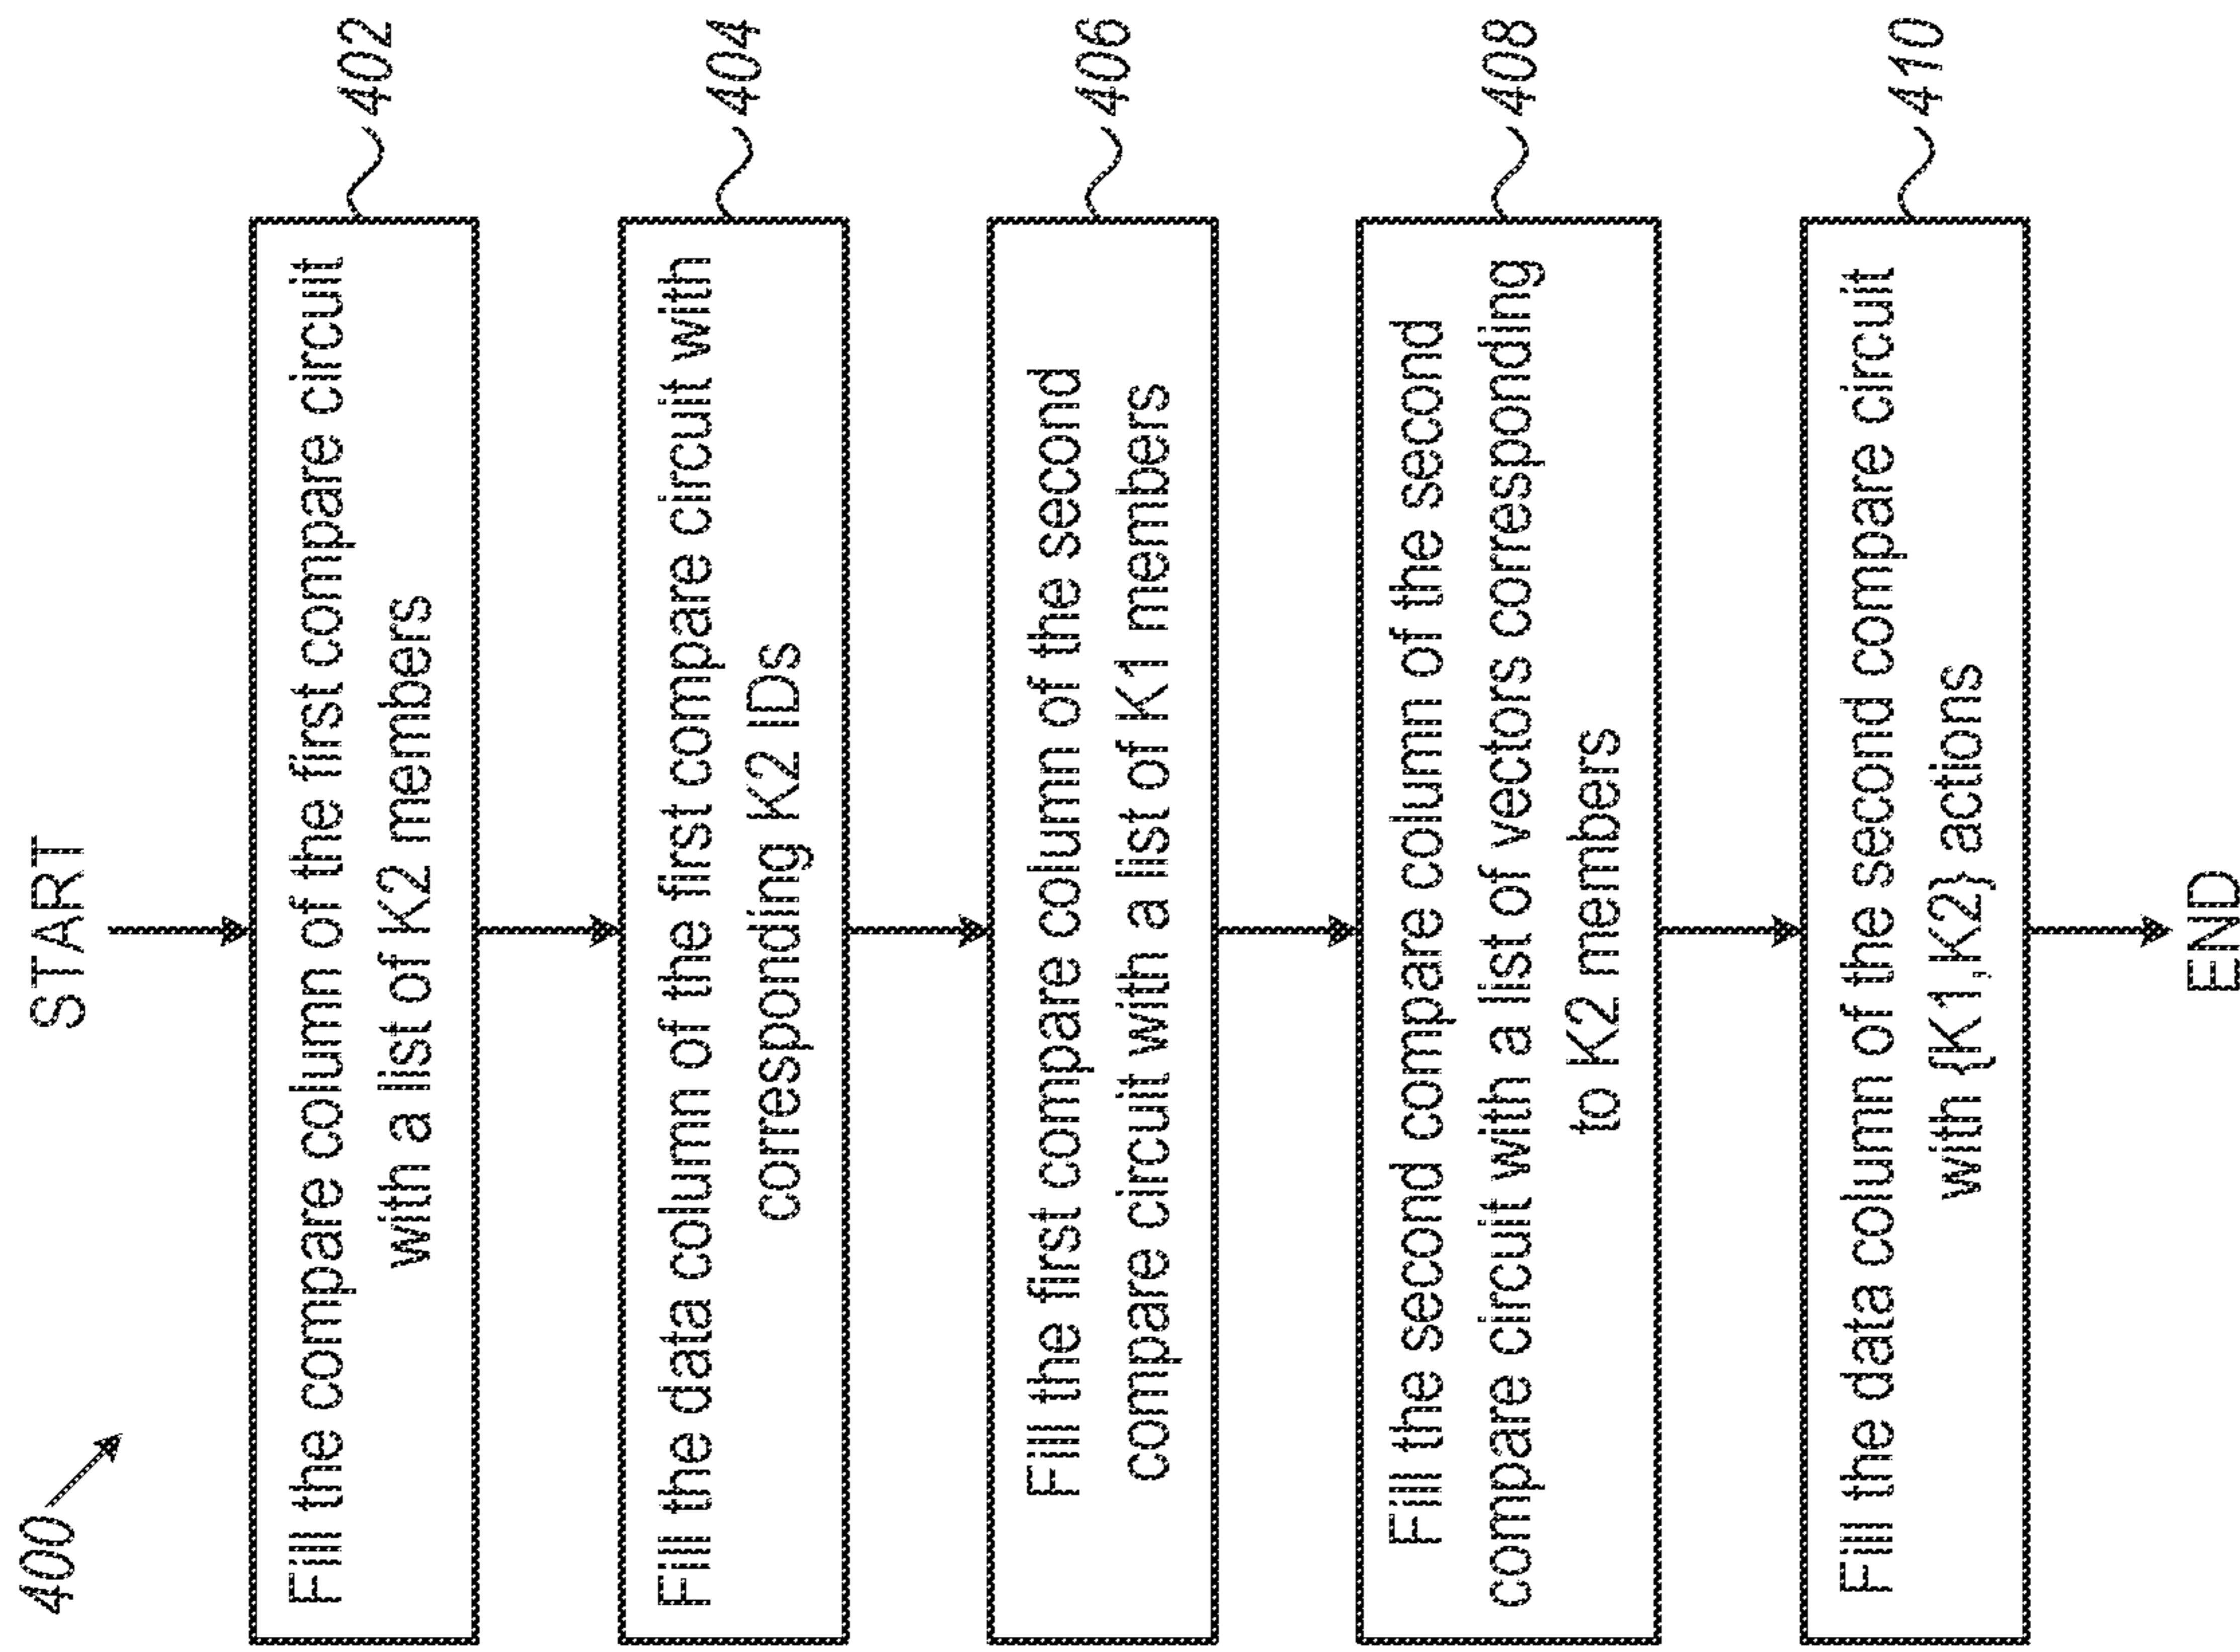 400
START
Fill the compare column of the first compare circuit
with a list of K2 members
402
Fill the data column of the first compare circuit with
corresponding K2 IDs
404
Fill the first compare column of the second
compare circuit with a list of K1 members
406
Fill the second compare column of the second
compare circuit with a list of vectors corresponding
to K2 members
408
Fill the data column of the second compare circuit
with {K1,K2} actions
410
END